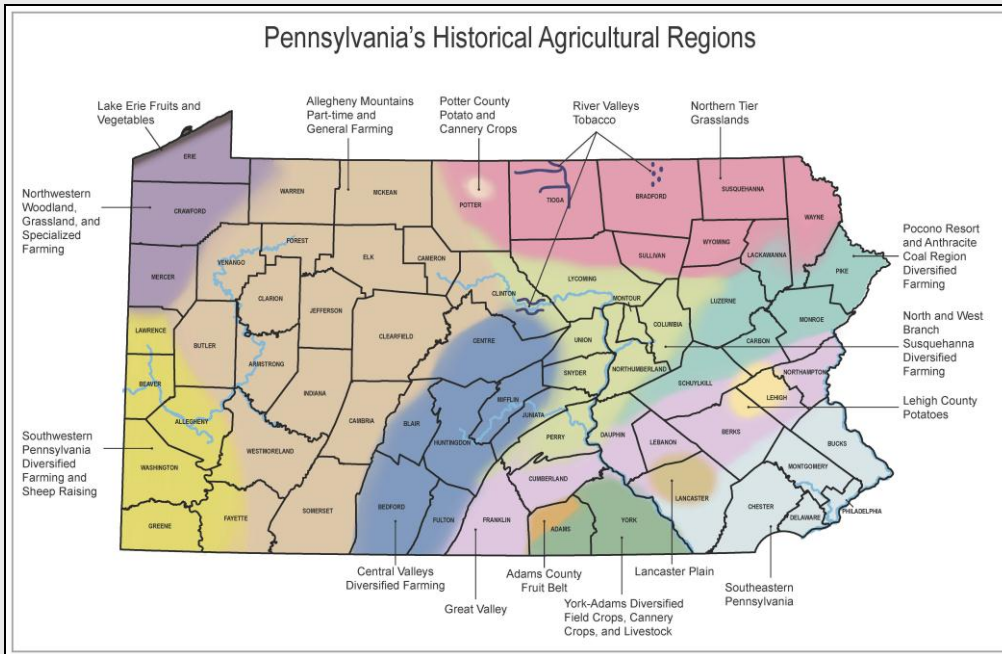 Pennsylvania's Historical Agricultural Regions
Lake Erie Fruits and
Vegetables
Allegheny Mountains
Part-time and
General Farming
Potter County
Potato and
Cannery Crops
River Valleys
Tobacco
Northern Tier
Grasslands
Northwestern
Woodland,
Grassland, and
Specialized
Farming
Pocono Resort
and Anthracite
Coal Region
Diversified
Farming
North and West
Branch
Susquehanna
Diversified
Farming
Lehigh County
Potatoes
Southwestern
Pennsylvania
Diversified
Farming and
Sheep Raising
Central Valleys
Diversified Farming
Great Valley
Adams County
Fruit Belt
York-Adams Diversified
Field Crops, Cannery
Crops, and Livestock
Lancaster Plain
Southeastern
Pennsylvania
ERIE
CRAWFORD
MERCER
WARREN
MCKEAN
POTTER
TIOGA
BRADFORD
SUSQUEHANNA
WAYNE
FOREST
VENANGO
ELK
CAMERON
SULLIVAN
WYOMING
LACKAWANNA
PIKE
CLARION
JEFFERSON
CLINTON
LYCOMING
MONTOUR
COLUMBIA
LUZERNE
MONROE
LAWRENCE
BUTLER
ARMSTRONG
CLEARFIELD
CENTRE
UNION
SNYDER
NORTHUMBERLAND
CARBON
SCHUYLKILL
NORTHAMPTON
LEHIGH
BEAVER
ALLEGHENY
INDIANA
CAMBRIA
BLAIR
HUNTINGDON
MIFFLIN
JUNIATA
PERRY
DAUPHIN
LEBANON
BERKS
BUCKS
MONTGOMERY
PHILADELPHIA
WASHINGTON
WESTMORELAND
CUMBERLAND
LANCASTER
CHESTER
DELAWARE
GREENE
FAYETTE
SOMERSET
BEDFORD
FULTON
FRANKLIN
ADAMS
YORK